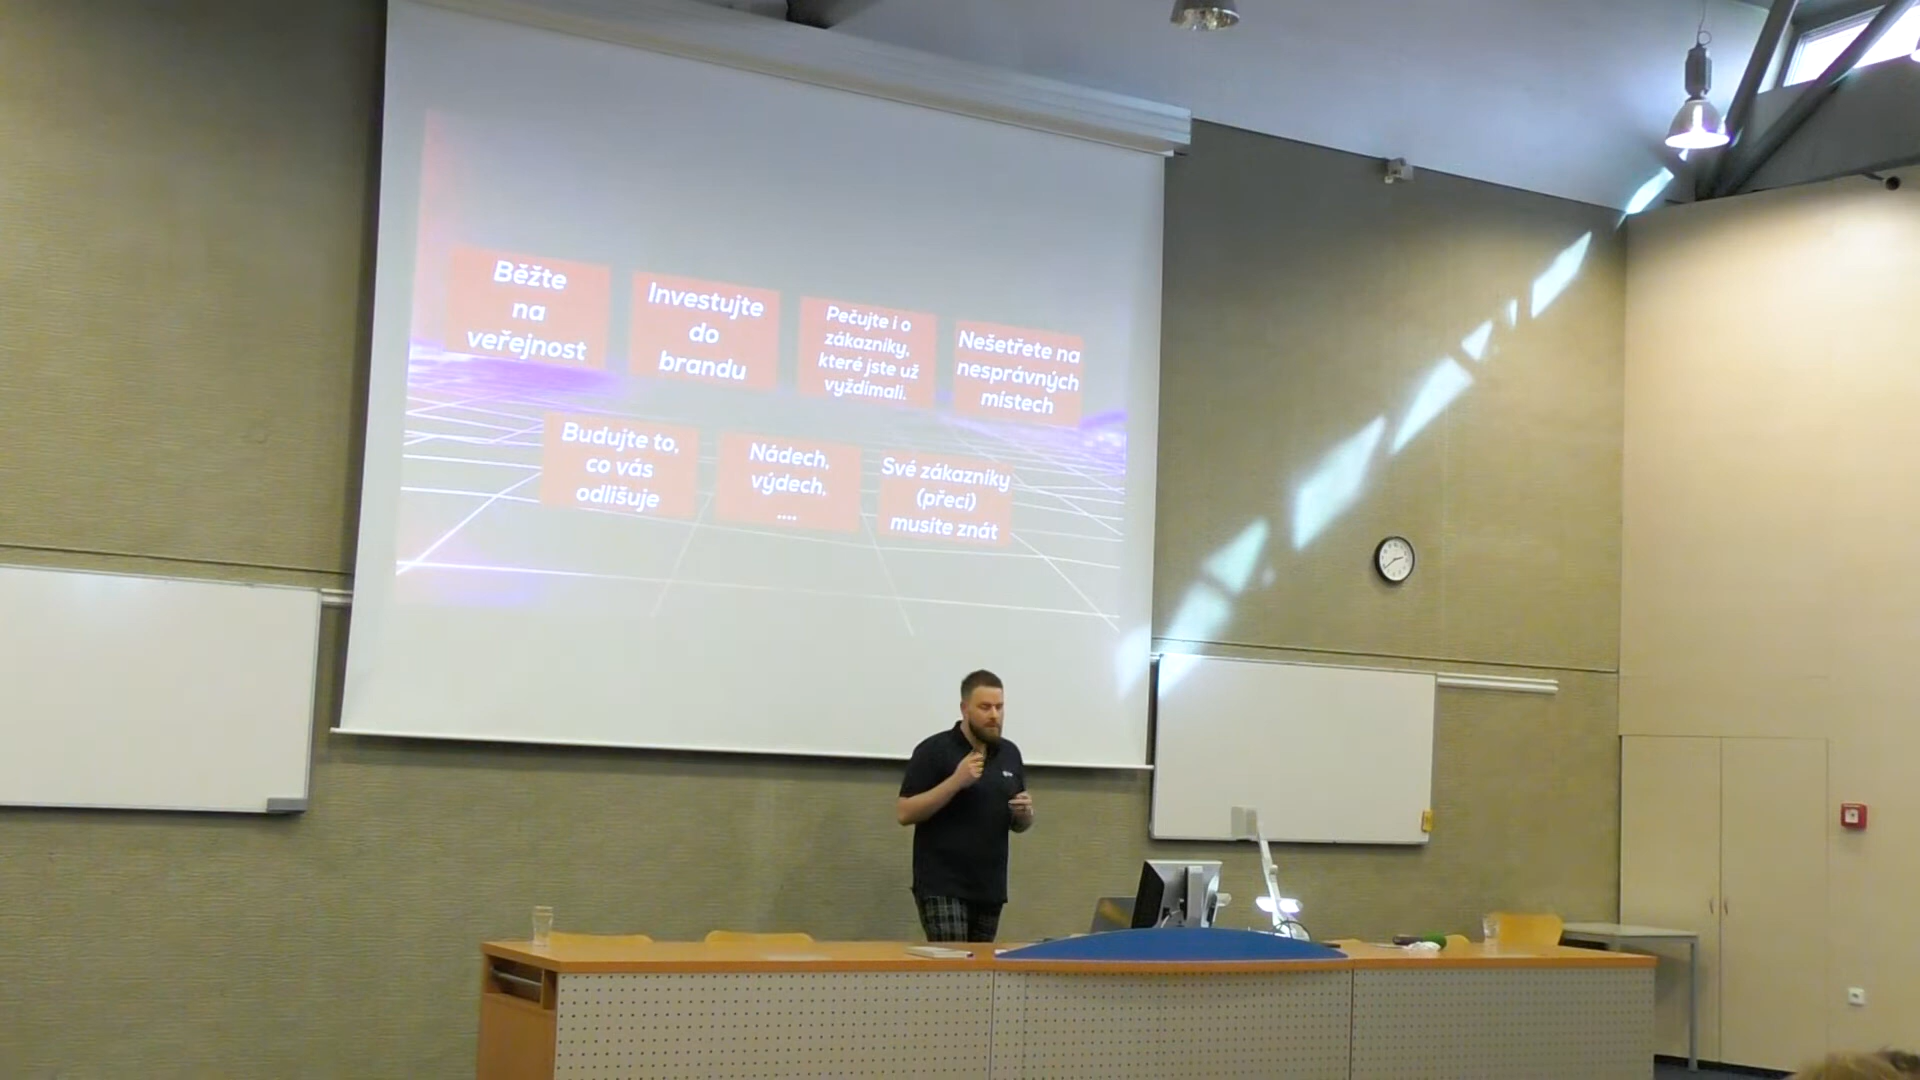 Běžte
na
veřejnost
Investujte
do
brandu
Pečujte i o
zákazníky,
které jste už
vyždímali.
Nešetřete na
nesprávných
místech
Budujte to,
co vás
odlišuje
Nádech,
výdech,
....
Své zákazníky
(přeci)
musíte znát